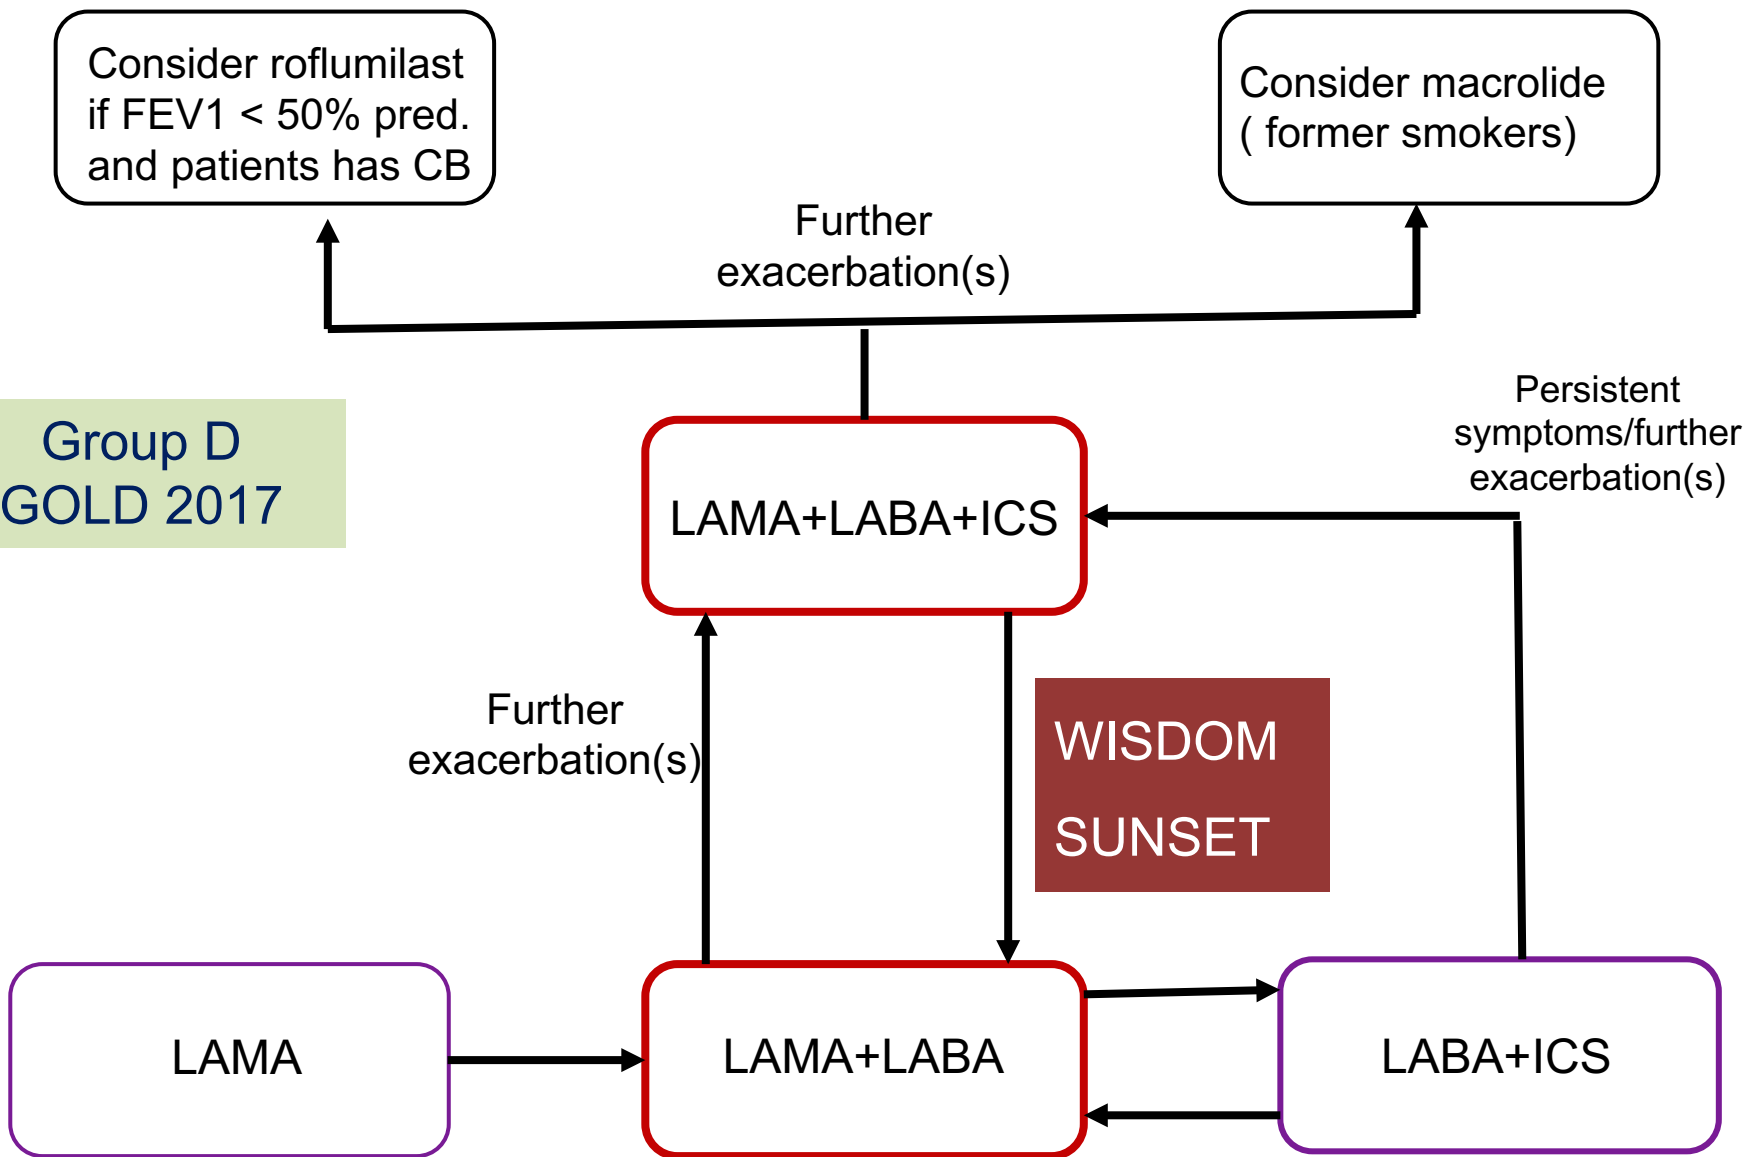 Consider roflumilast
if FEV1 < 50% pred.
and patients has CB
Consider macrolide
( former smokers)
Further
exacerbation(s)
Persistent
symptoms/further
exacerbation(s)
Group D
GOLD 2017
LAMA+LABA+ICS
Further
exacerbation(s)
WISDOM
SUNSET
LAMA
LAMA+LABA
LABA+ICS